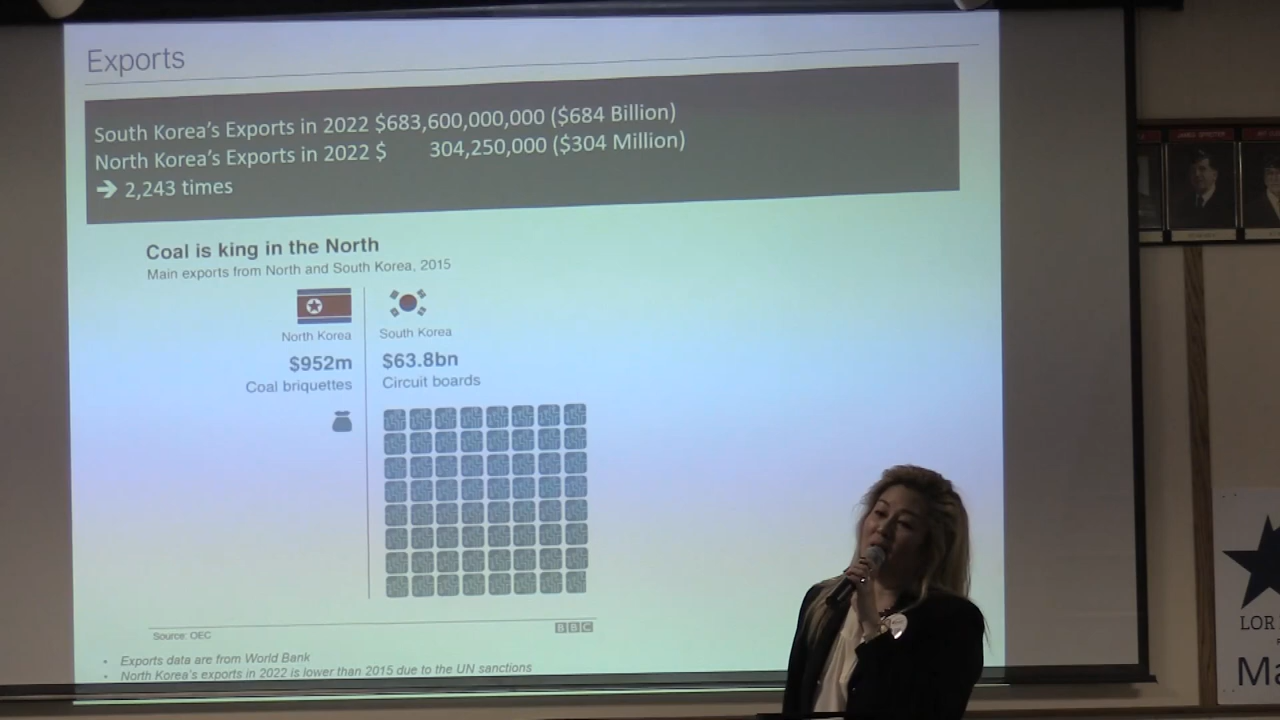 Exports
South Korea's Exports in 2022 $683,600,000,000 ($684 Billion)
North Korea's Exports in 2022 $ 304,250,000 ($304 Million)
➔ 2,243 times
Coal is king in the North
Main exports from North and South Korea, 2015
North Korea
South Korea
$952m
$63.8bn
Coal briquettes
Circuit boards
Source: OEC
BBC
• Exports data are from World Bank
• North Korea's exports in 2022 is lower than 2015 due to the UN sanctions
LOR
Ma